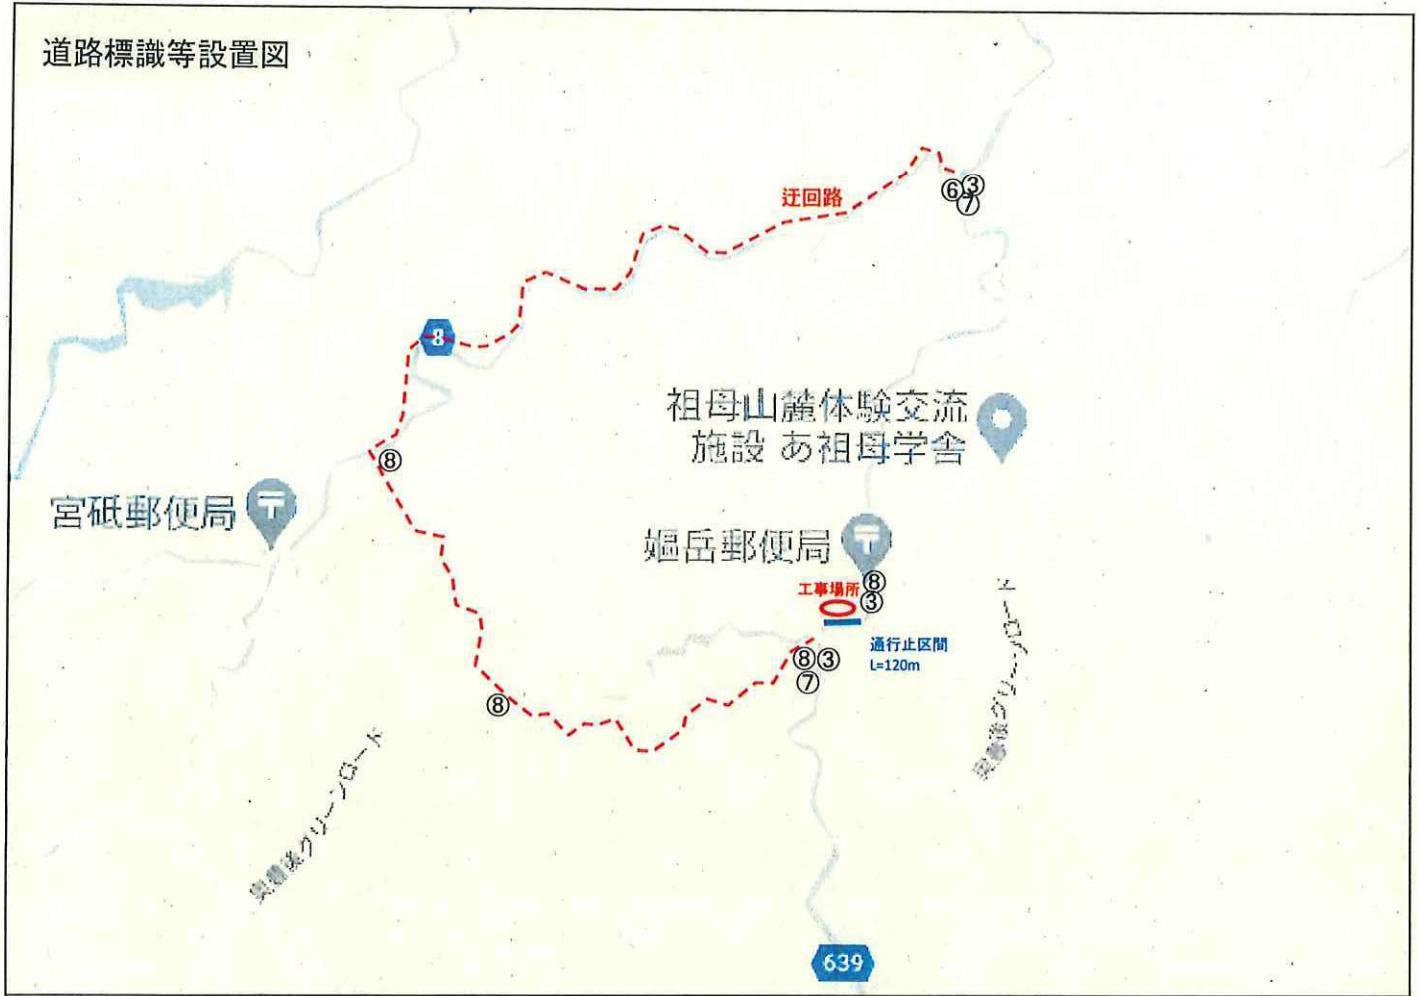 道路標識等設置図
迂回路
⑥③
⑦
8
祖母山麓体験交流
施設 あ祖母学舎
⑧
宮砥郵便局
嫗岳郵便局
⑧
工事場所
③
通行止区間
L=120m
⑧③
⑦
⑧
奥豊後グリーンロード
奥豊後グリーンロード
639